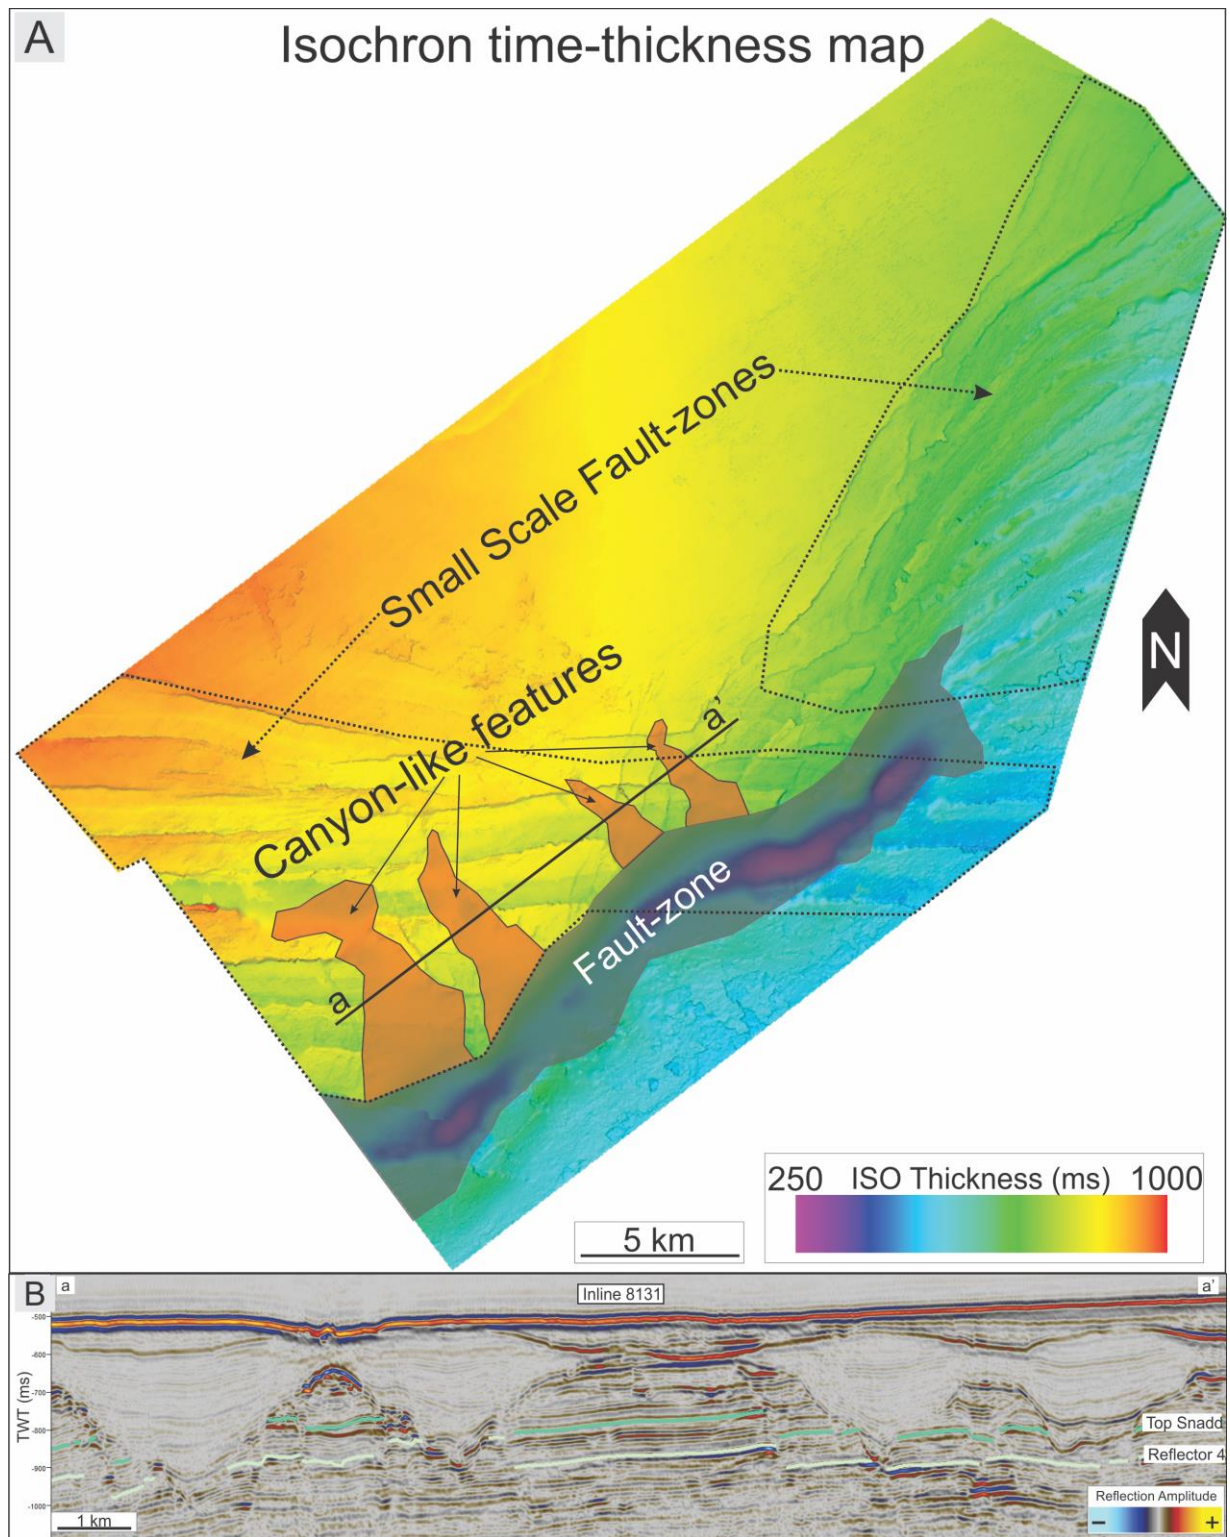 A
Isochron time-thickness map
Small Scale Fault-zones
Canyon-like features
a'
N
Fault-zone
a
250 ISO Thickness (ms) 1000
5 km
B
a
Inline 8131
a'
-500
-600
-700
-800
-900
-1000
TWT (ms)
Top Snadd
Reflector 4
Reflection Amplitude
− +
1 km